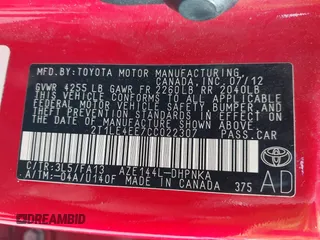 MFD.BY:TOYOTA MOTOR MANUFACTURING
CANADA,INC. 07/12
GVWR 4255 LB GAWR FR 2260LB RR 2040LB
THIS VEHICLE CONFORMS TO ALL APPLICABLE
FEDERAL MOTOR VEHICLE SAFETY, BUMPER, AND
THEFT PREVENTION STANDARDS IN EFFECT ON
THE DATE OF MANUFACTURE SHOWN ABOVE.
2T1LE4EE7CC022307 PASS.CAR
C/TR:3L5/FA13 AZE144L-DHPNKA
A/TM:-04A/U140F MADE IN CANADA 375
AD
DREAMBID